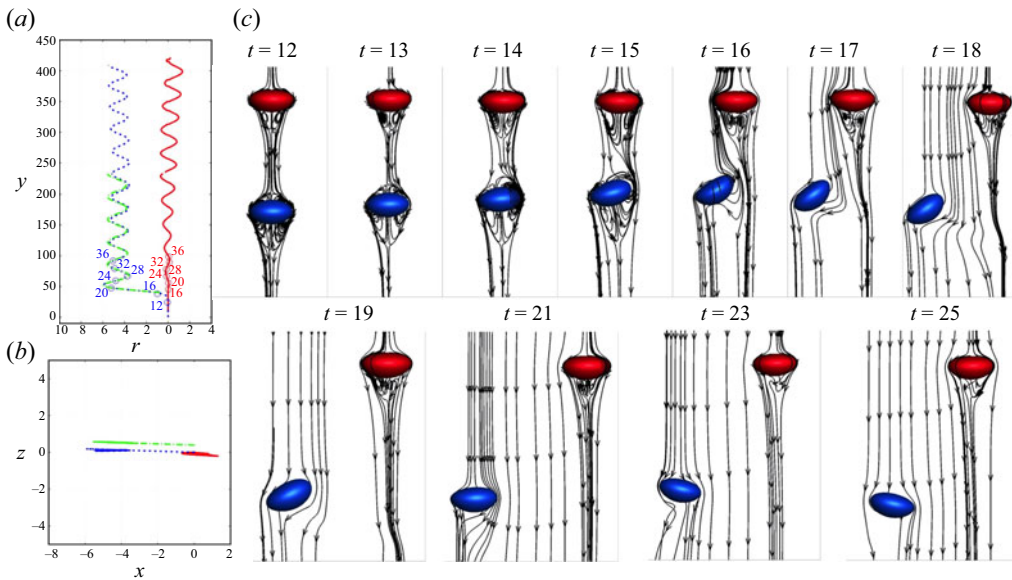 (a)
450
400
350
300
250
y
200
150
100
50
0
36
32
24
28
20
16
12
36
32
24
28
20
16
10 8 6 4 2 0 2 4
r
(b)
4
2
z
0
−2
−4
−8 −6 −4 −2 0 2
x
(c)
t = 12 t = 13 t = 14 t = 15 t = 16 t = 17 t = 18
t = 19 t = 21 t = 23 t = 25